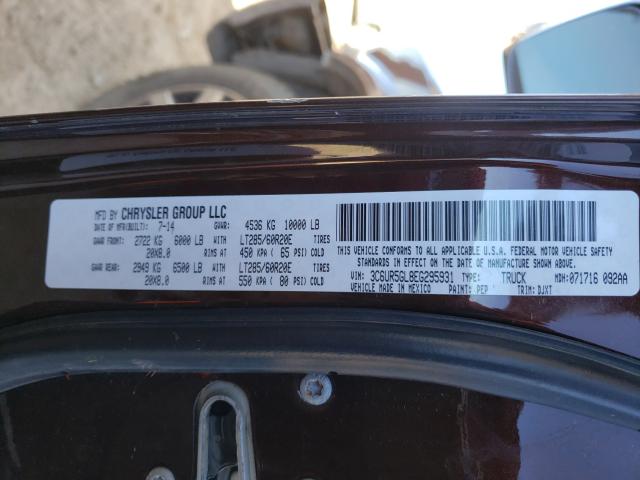 MFD BY CHRYSLER GROUP LLC
DATE OF MFR(BUILT): 7-14 GVWR: 4536 KG 10000 LB
GAWR FRONT: 2722 KG 6000 LB WITH LT285/60R20E TIRES
20X8.0 RIMS AT 450 KPA ( 65 PSI) COLD
GAWR REAR: 2949 KG 6500 LB WITH LT285/60R20E TIRES
20X8.0 RIMS AT 550 KPA ( 80 PSI) COLD
THIS VEHICLE CONFORMS TO ALL APPLICABLE U.S.A. FEDERAL MOTOR VEHICLE SAFETY
STANDARDS IN EFFECT ON THE DATE OF MANUFACTURE SHOWN ABOVE.
VIN: 3C6UR5GL8EG295931 TYPE: TRUCK MDH: 071716 092AA
VEHICLE MADE IN MEXICO PAINT: PEP TRIM: DJXT